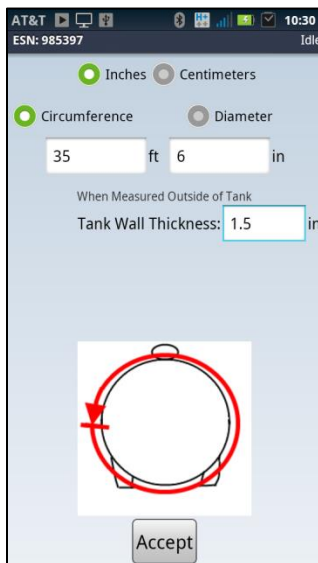 AT&T 10:30
ESN: 985397 Idle
Inches Centimeters
Circumference Diameter
35 ft 6 in
When Measured Outside of Tank
Tank Wall Thickness: 1.5 in
Accept